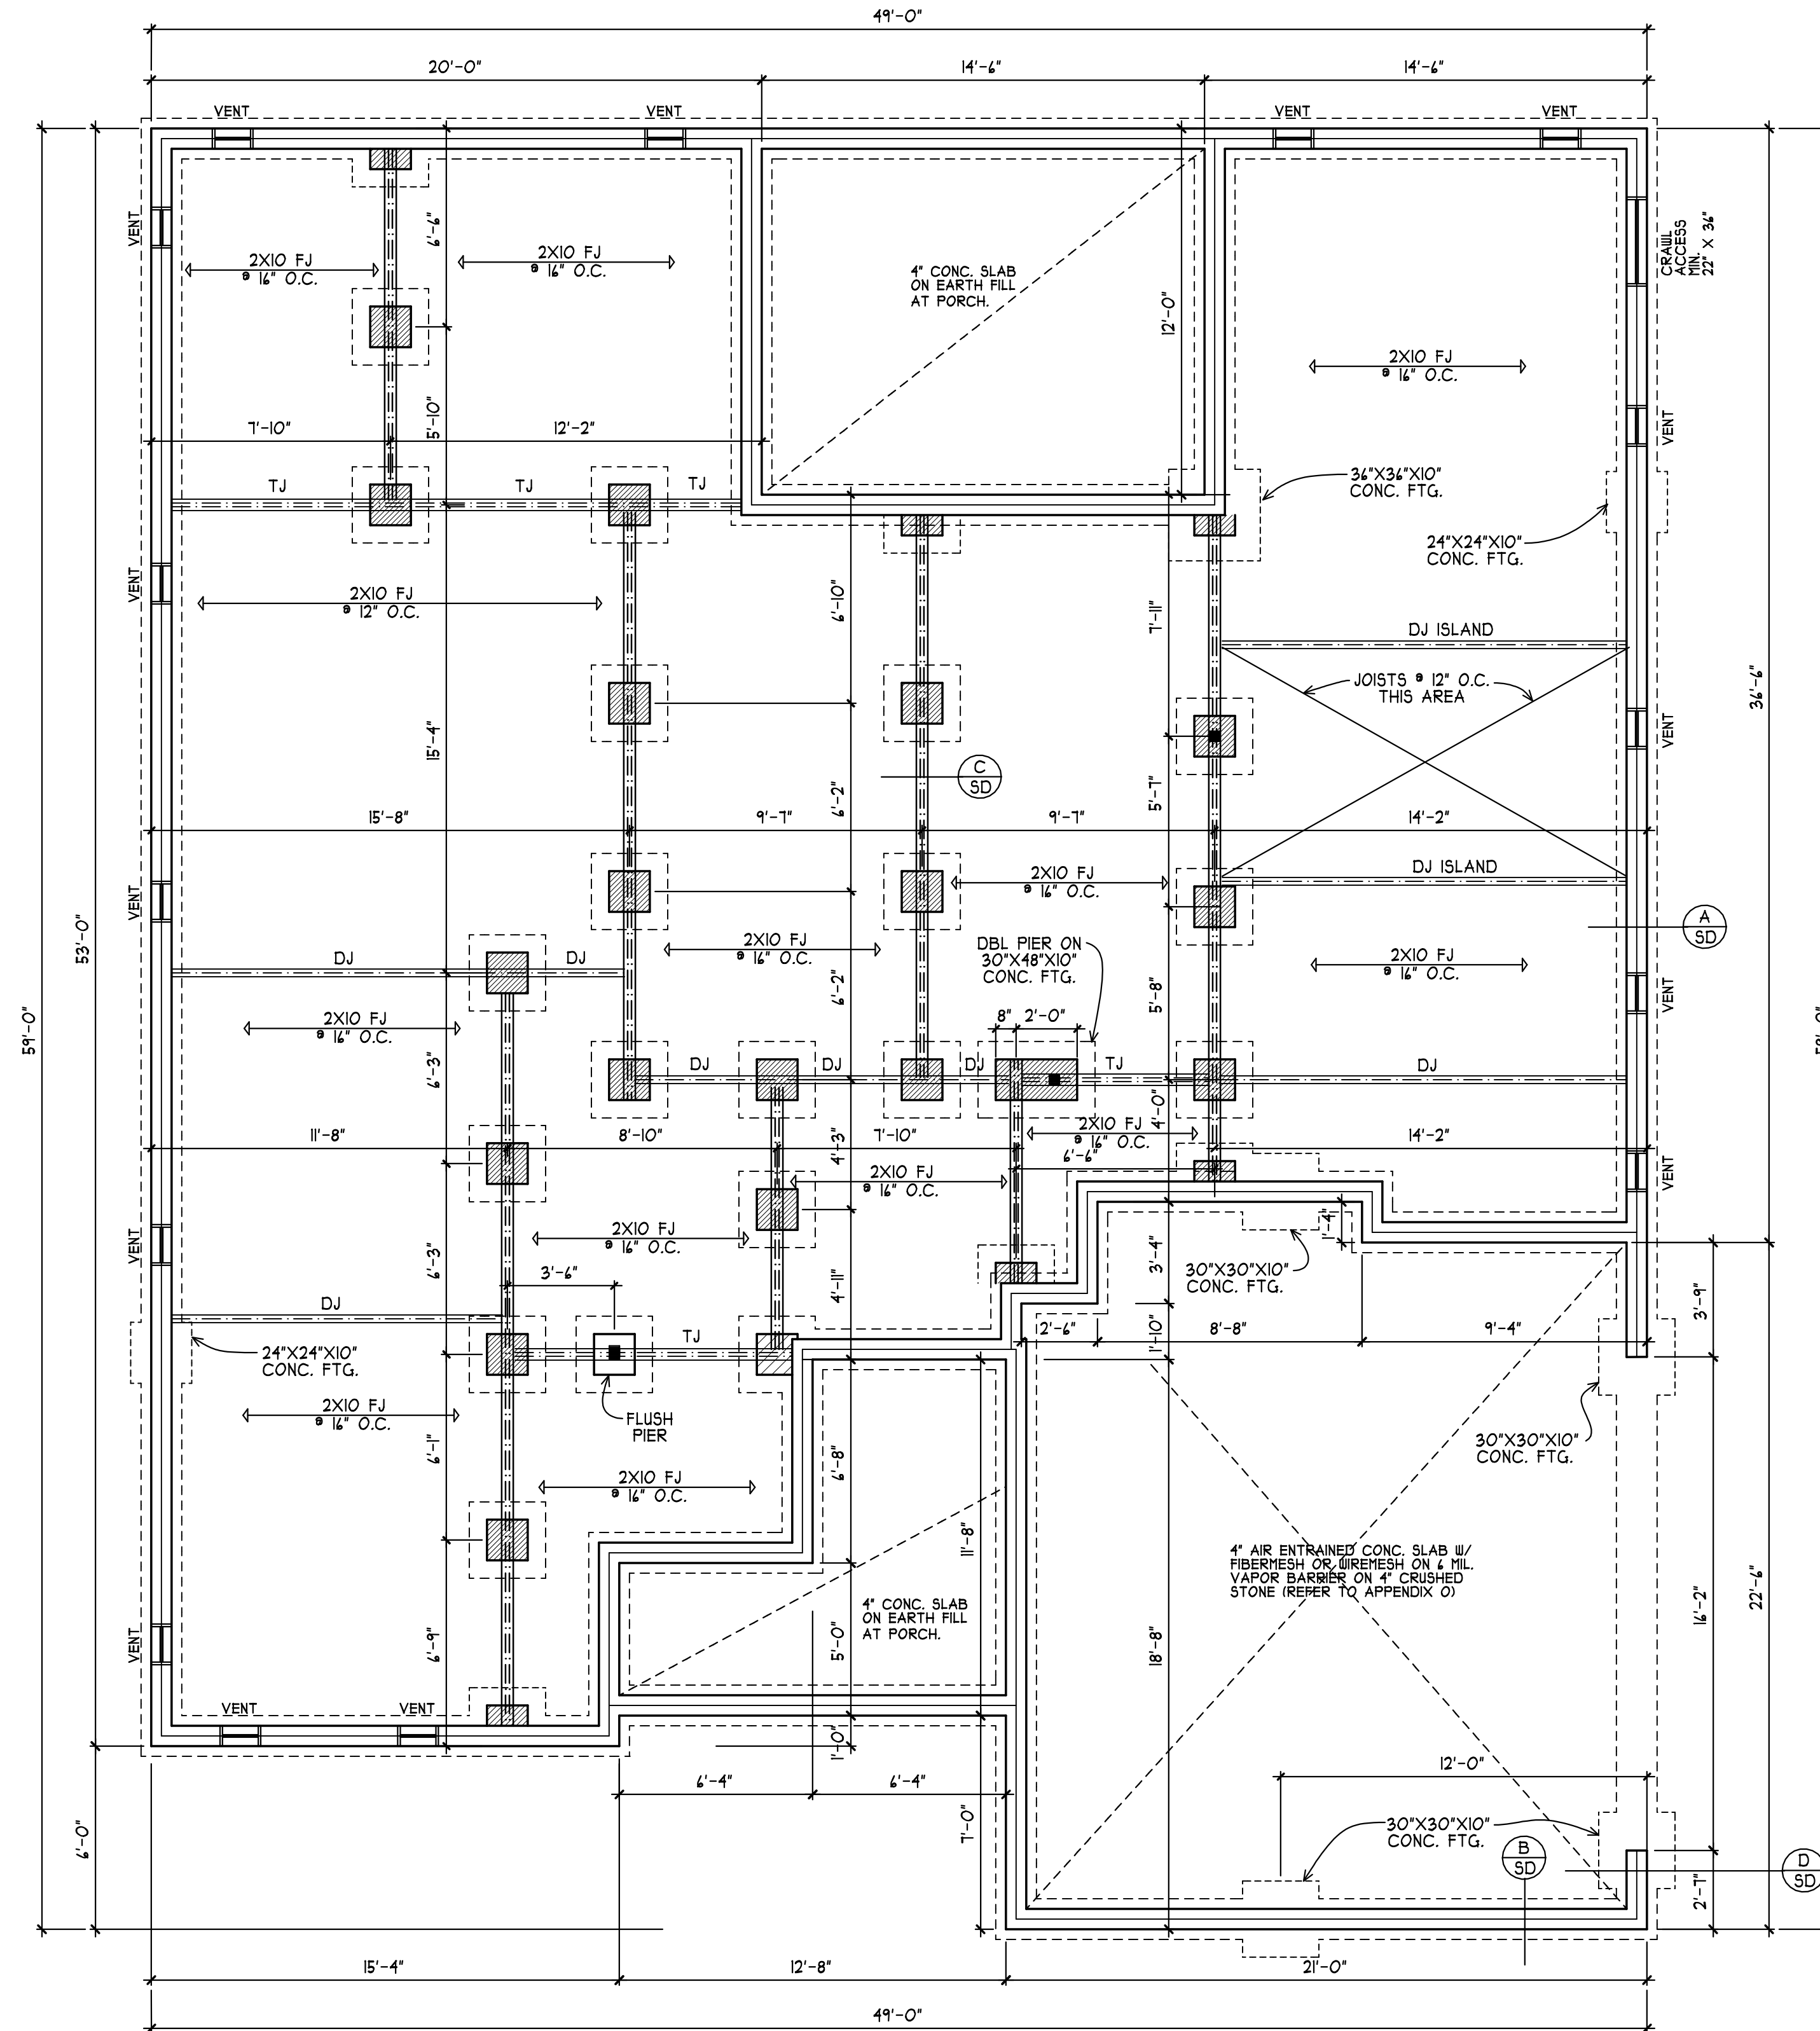 49'-0"
20'-0"
14'-6"
14'-6"
VENT
VENT
VENT
VENT
VENT
6'-6"
2X10 FJ
@ 16" O.C.
2X10 FJ
@ 16" O.C.
4" CONC. SLAB
ON EARTH FILL
AT PORCH.
12'-0"
CRAWL
ACCESS
MIN.
22" X 36"
2X10 FJ
@ 16" O.C.
7'-10"
5'-10"
12'-2"
VENT
TJ
TJ
TJ
36"X36"X10"
CONC. FTG.
24"X24"X10"
CONC. FTG.
VENT
2X10 FJ
@ 12" O.C.
6'-10"
7'-11"
DJ ISLAND
JOISTS @ 12" O.C.
THIS AREA
36'-6"
15'-4"
C
SD
6'-2"
5'-7"
VENT
15'-8"
9'-7"
9'-7"
14'-2"
DJ ISLAND
2X10 FJ
@ 16" O.C.
VENT
53'-0"
A
SD
2X10 FJ
@ 16" O.C.
DBL PIER ON
30"X48"X10"
CONC. FTG.
2X10 FJ
@ 16" O.C.
DJ
DJ
6'-2"
5'-8"
VENT
59'-0"
2X10 FJ
@ 16" O.C.
8"
2'-0"
6'-3"
DJ
DJ
DJ
TJ
DJ
4'-0"
11'-8"
8'-10"
4'-3"
7'-10"
2X10 FJ
@ 16" O.C.
6'-6"
14'-2"
VENT
2X10 FJ
@ 16" O.C.
VENT
6'-3"
2X10 FJ
@ 16" O.C.
3'-4"
30"X30"X10"
CONC. FTG.
3'-6"
4'-11"
3'-9"
DJ
TJ
2'-6"
8'-8"
9'-4"
1'-10"
24"X24"X10"
CONC. FTG.
2X10 FJ
@ 16" O.C.
FLUSH
PIER
6'-1"
6'-8"
30"X30"X10"
CONC. FTG.
2X10 FJ
@ 16" O.C.
11'-8"
4" AIR ENTRAINED CONC. SLAB W/
FIBERMESH OR WIREMESH ON 6 MIL.
VAPOR BARRIER ON 4" CRUSHED
STONE (REFER TO APPENDIX O)
16'-2"
22'-6"
4" CONC. SLAB
ON EARTH FILL
AT PORCH.
VENT
6'-9"
5'-0"
18'-8"
VENT
VENT
1'-0"
12'-0"
6'-4"
6'-4"
6'-0"
7'-0"
30"X30"X10"
CONC. FTG.
B
SD
D
SD
2'-7"
15'-4"
12'-8"
21'-0"
49'-0"